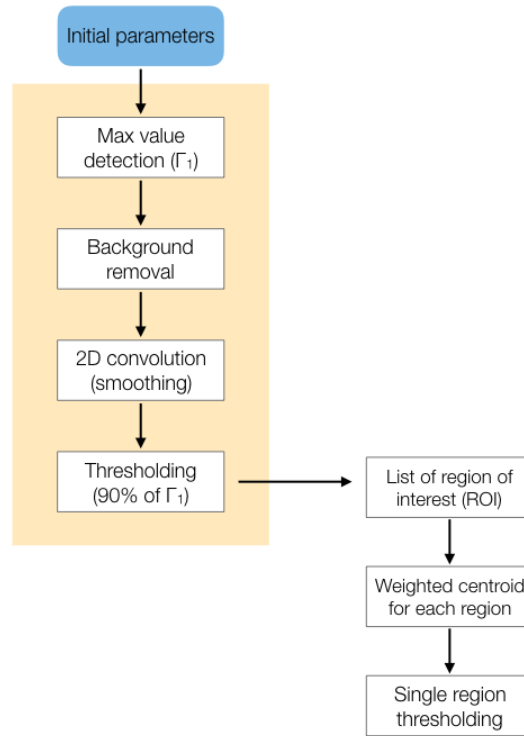 Initial parameters
Max value
detection (Γ₁)
Background
removal
2D convolution
(smoothing)
Thresholding
(90% of Γ₁)
List of region of
interest (ROI)
Weighted centroid
for each region
Single region
thresholding